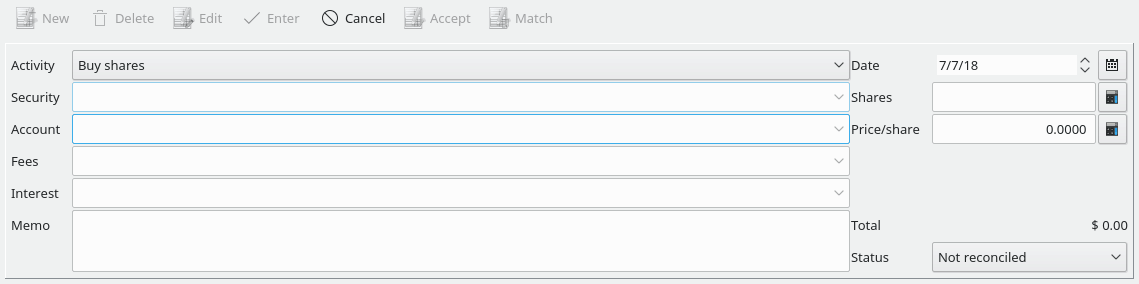 New Delete Edit Enter Cancel Accept Match
Activity Buy shares Date 7/7/18
Security Shares
Account Price/share 0.0000
Fees
Interest
Memo Total $ 0.00
Status Not reconciled